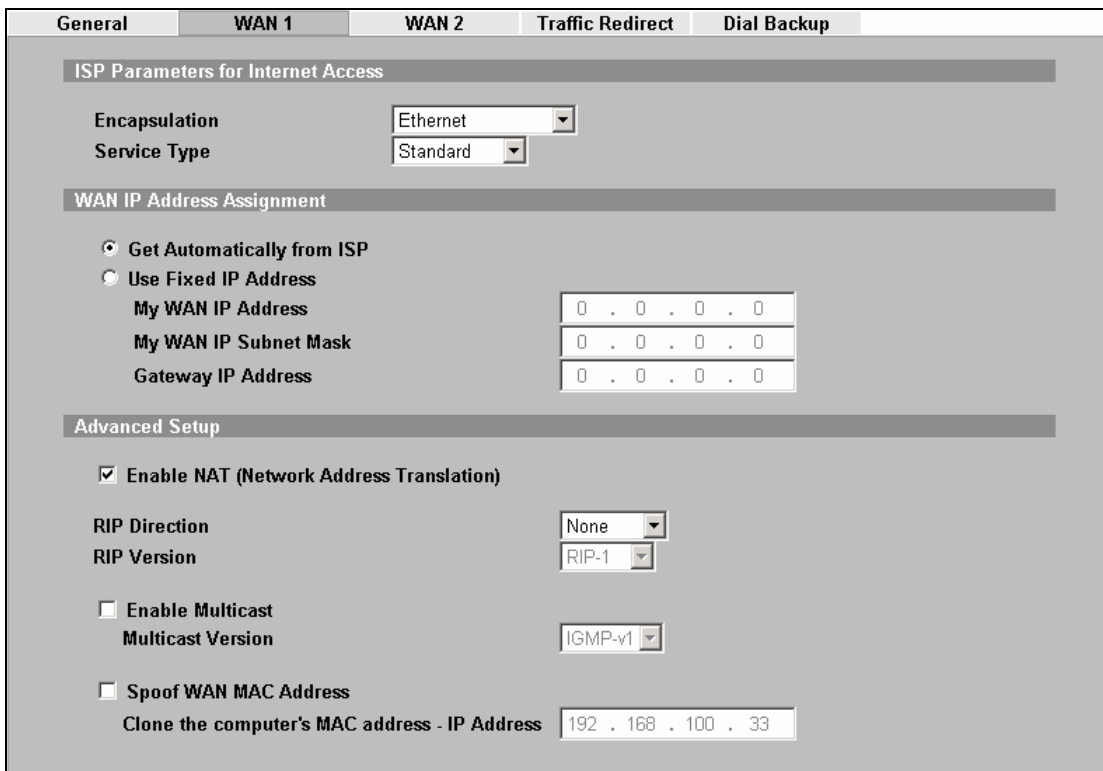 General WAN 1 WAN 2 Traffic Redirect Dial Backup
ISP Parameters for Internet Access
Encapsulation Ethernet
Service Type Standard
WAN IP Address Assignment
Get Automatically from ISP
Use Fixed IP Address
My WAN IP Address 0 . 0 . 0 . 0
My WAN IP Subnet Mask 0 . 0 . 0 . 0
Gateway IP Address 0 . 0 . 0 . 0
Advanced Setup
Enable NAT (Network Address Translation)
RIP Direction None
RIP Version RIP-1
Enable Multicast
Multicast Version IGMP-v1
Spoof WAN MAC Address
Clone the computer's MAC address - IP Address 192 . 168 . 100 . 33